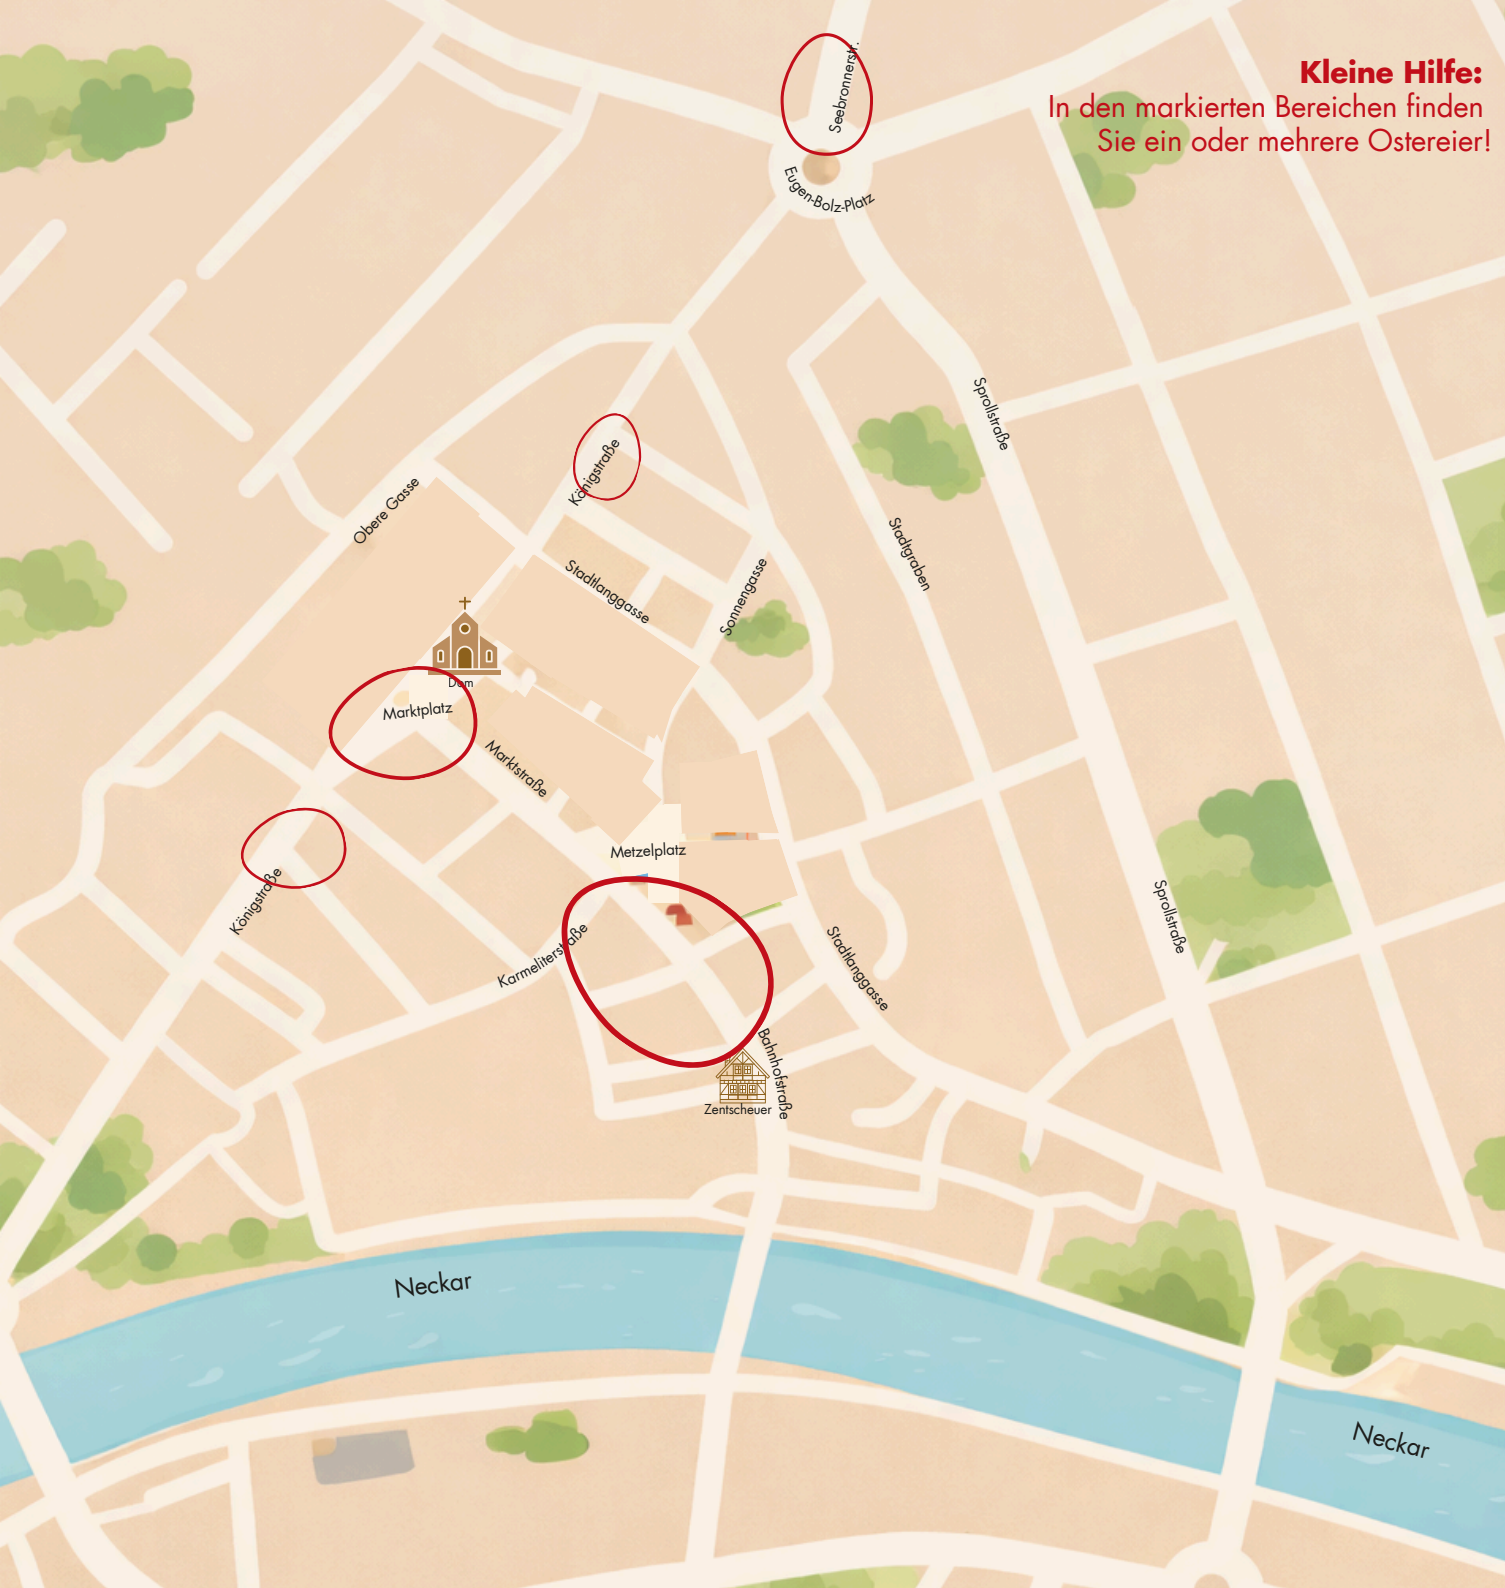 Kleine Hilfe:
In den markierten Bereichen finden
Sie ein oder mehrere Ostereier!
Seebronnerstr.
Eugen-Bolz-Platz
Sprollstraße
Königstraße
Obere Gasse
Stadtlanggasse
Stadtgraben
Sonnengasse
Dom
Marktplatz
Marktstraße
Metzelplatz
Königstraße
Karmeliterstraße
Stadtlanggasse
Sprollstraße
Bahnhofstraße
Zentscheuer
Neckar
Neckar